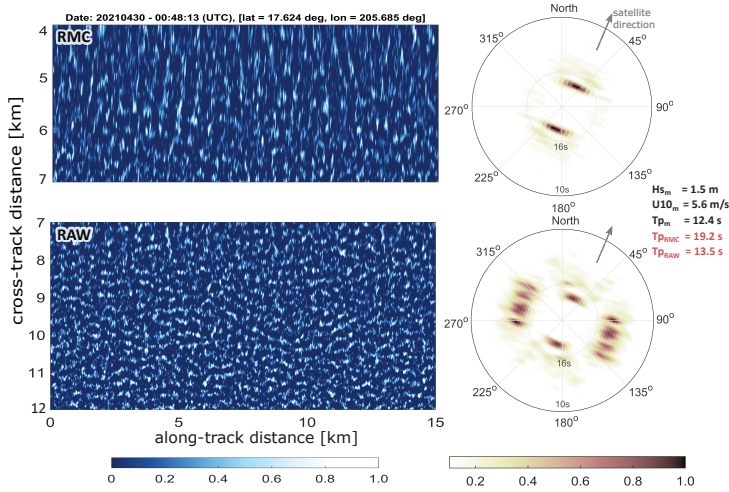 Date: 20210430 - 00:48:13 (UTC), [lat = 17.624 deg, lon = 205.685 deg]
RMC
4
5
6
7
cross-track distance [km]
RAW
7
8
9
10
11
12
0 5 10 15
along-track distance [km]
0 0.2 0.4 0.6 0.8 1.0
North
satellite
direction
315° 45°
270° 90°
16s
225° 135°
10s
180°
Hsₘ = 1.5 m
U10ₘ = 5.6 m/s
Tpₘ = 12.4 s
Tp_RMC = 19.2 s
Tp_RAW = 13.5 s
North
315° 45°
270° 90°
16s
225° 135°
10s
180°
0.2 0.4 0.6 0.8 1.0